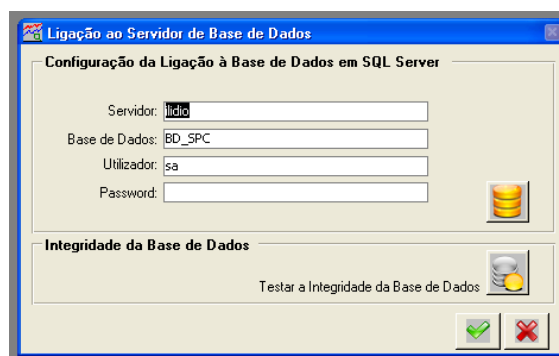 Ligação ao Servidor de Base de Dados
Configuração da Ligação à Base de Dados em SQL Server
Servidor: ilidio
Base de Dados: BD_SPC
Utilizador: sa
Password:
Integridade da Base de Dados
Testar a Integridade da Base de Dados